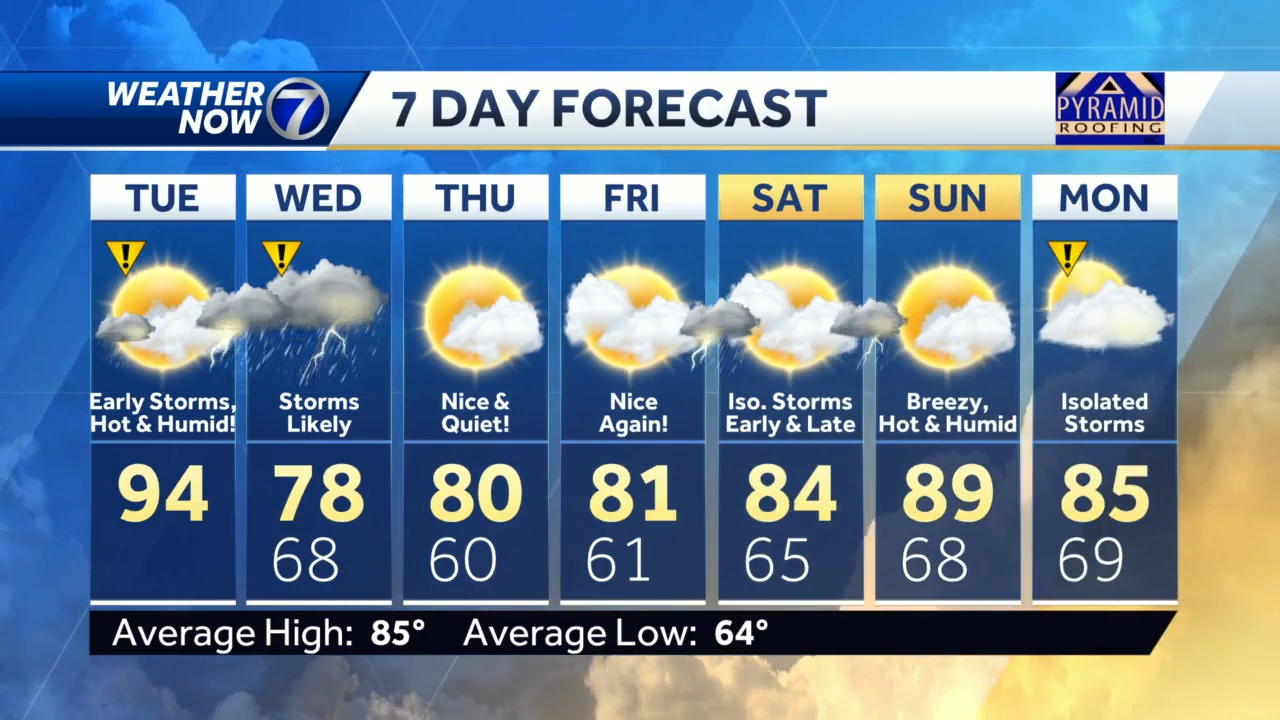 WEATHER
NOW 7
7 DAY FORECAST
PYRAMID
ROOFING
TUE
WED
THU
FRI
SAT
SUN
MON
!
!
!
Early Storms,
Hot & Humid!
Storms
Likely
Nice &
Quiet!
Nice
Again!
Iso. Storms
Early & Late
Breezy,
Hot & Humid
Isolated
Storms
94
78
80
81
84
89
85
68
60
61
65
68
69
Average High: 85° Average Low: 64°